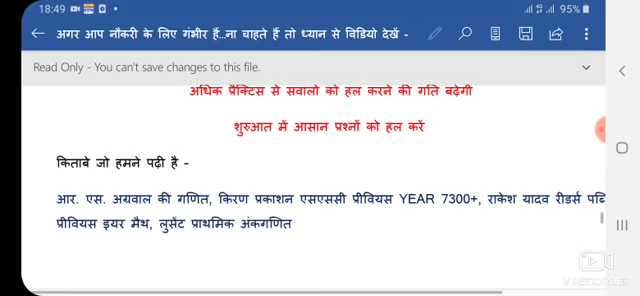 18:49 95%
अगर आप नौकरी के लिए गंभीर हैं...ना चाहते हैं तो ध्यान से विडियो देखें -
Read Only - You can't save changes to this file.
अधिक प्रैक्टिस से सवालो को हल करने की गति बढ़ेगी
शुरुआत में आसान प्रश्नों को हल करें
किताबे जो हमने पढ़ी है -
आर. एस. अग्रवाल की गणित, किरण प्रकाशन एसएससी प्रीवियस YEAR 7300+, राकेश यादव रीडर्स पब्लि
प्रीवियस इयर मैथ, लुसेंट प्राथमिक अंकगणित
V RECORDER